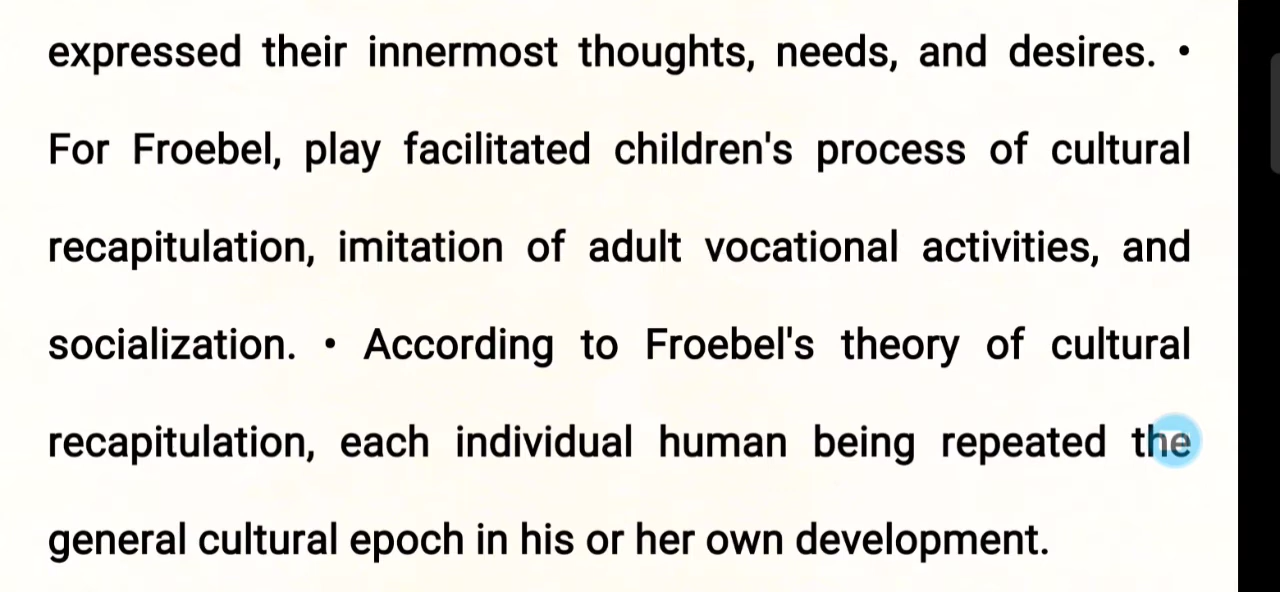 expressed their innermost thoughts, needs, and desires. •
For Froebel, play facilitated children's process of cultural
recapitulation, imitation of adult vocational activities, and
socialization. • According to Froebel's theory of cultural
recapitulation, each individual human being repeated the
general cultural epoch in his or her own development.